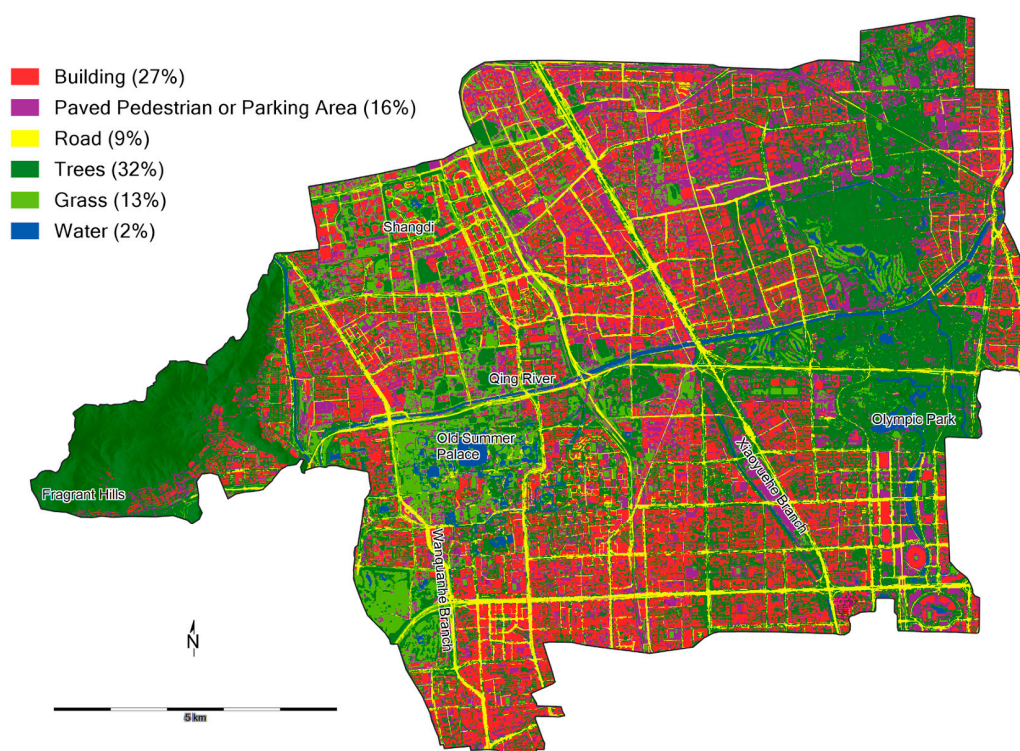 Building (27%)
Paved Pedestrian or Parking Area (16%)
Road (9%)
Trees (32%)
Grass (13%)
Water (2%)
Shangdi
Qing River
Old Summer
Palace
Olympic Park
Xiaoyuehe Branch
Fragrant Hills
Wanquanhe Branch
N
5 km